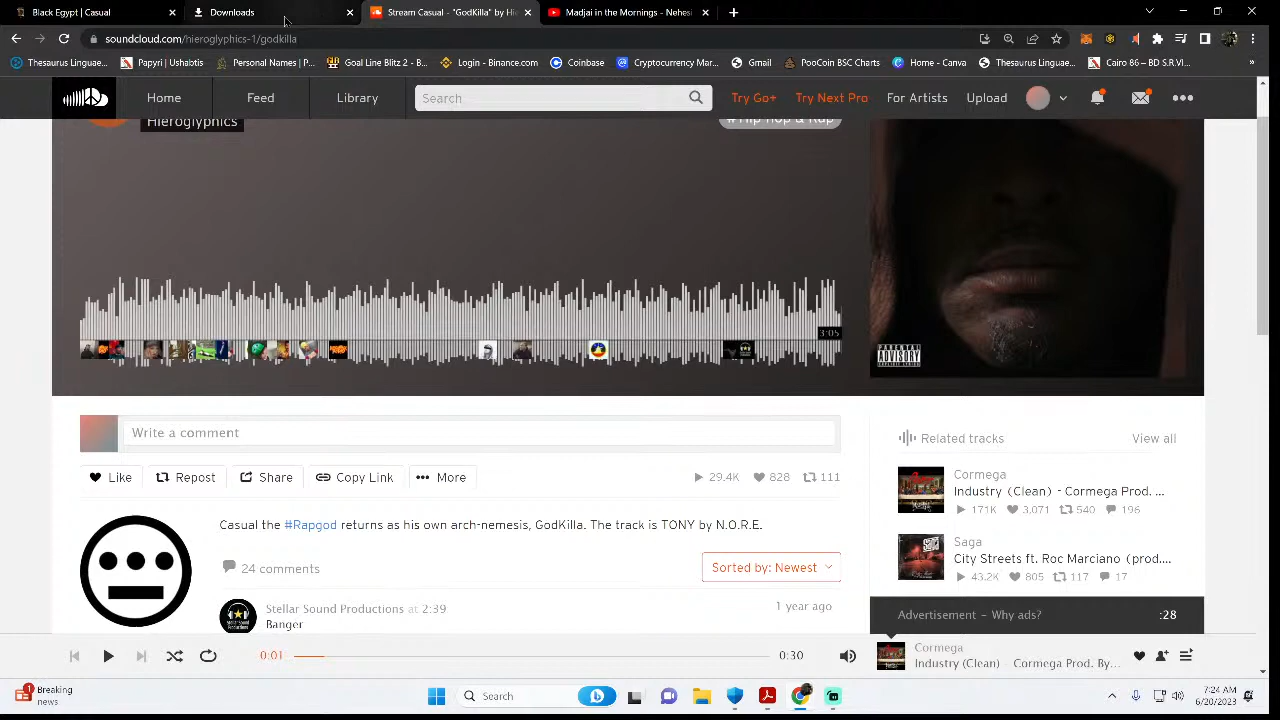 Black Egypt | Casual
Downloads
Stream Casual - "GodKilla" by Hie
Madjai in the Mornings - Nehesi
soundcloud.com/hieroglyphics-1/godkilla
Thesaurus Linguae...
Papyri | Ushabtis
Personal Names | P...
Goal Line Blitz 2 - B...
Login - Binance.com
Coinbase
Cryptocurrency Mar...
Gmail
PooCoin BSC Charts
Home - Canva
Thesaurus Linguae...
Cairo 86 – BD S.R.VI...
Home
Feed
Library
Search
Try Go+
Try Next Pro
For Artists
Upload
Hieroglyphics
# Hip hop & Rap
3:05
PARENTAL
ADVISORY
EXPLICIT CONTENT
Write a comment
Like
Repost
Share
Copy Link
More
29.4K
828
111
Related tracks
View all
Cormega
Industry (Clean) - Cormega Prod. ...
171K
3,071
540
196
Casual the #Rapgod returns as his own arch-nemesis, GodKilla. The track is TONY by N.O.R.E.
Saga
City Streets ft. Roc Marciano (prod....
43.2K
805
117
17
24 comments
Sorted by: Newest
Stellar Sound Productions at 2:39
1 year ago
Banger
Advertisement – Why ads?
:28
0:01
0:30
Cormega
Industry (Clean) – Cormega Prod. By...
1
Breaking
news
Search
7:24 AM
6/20/2023